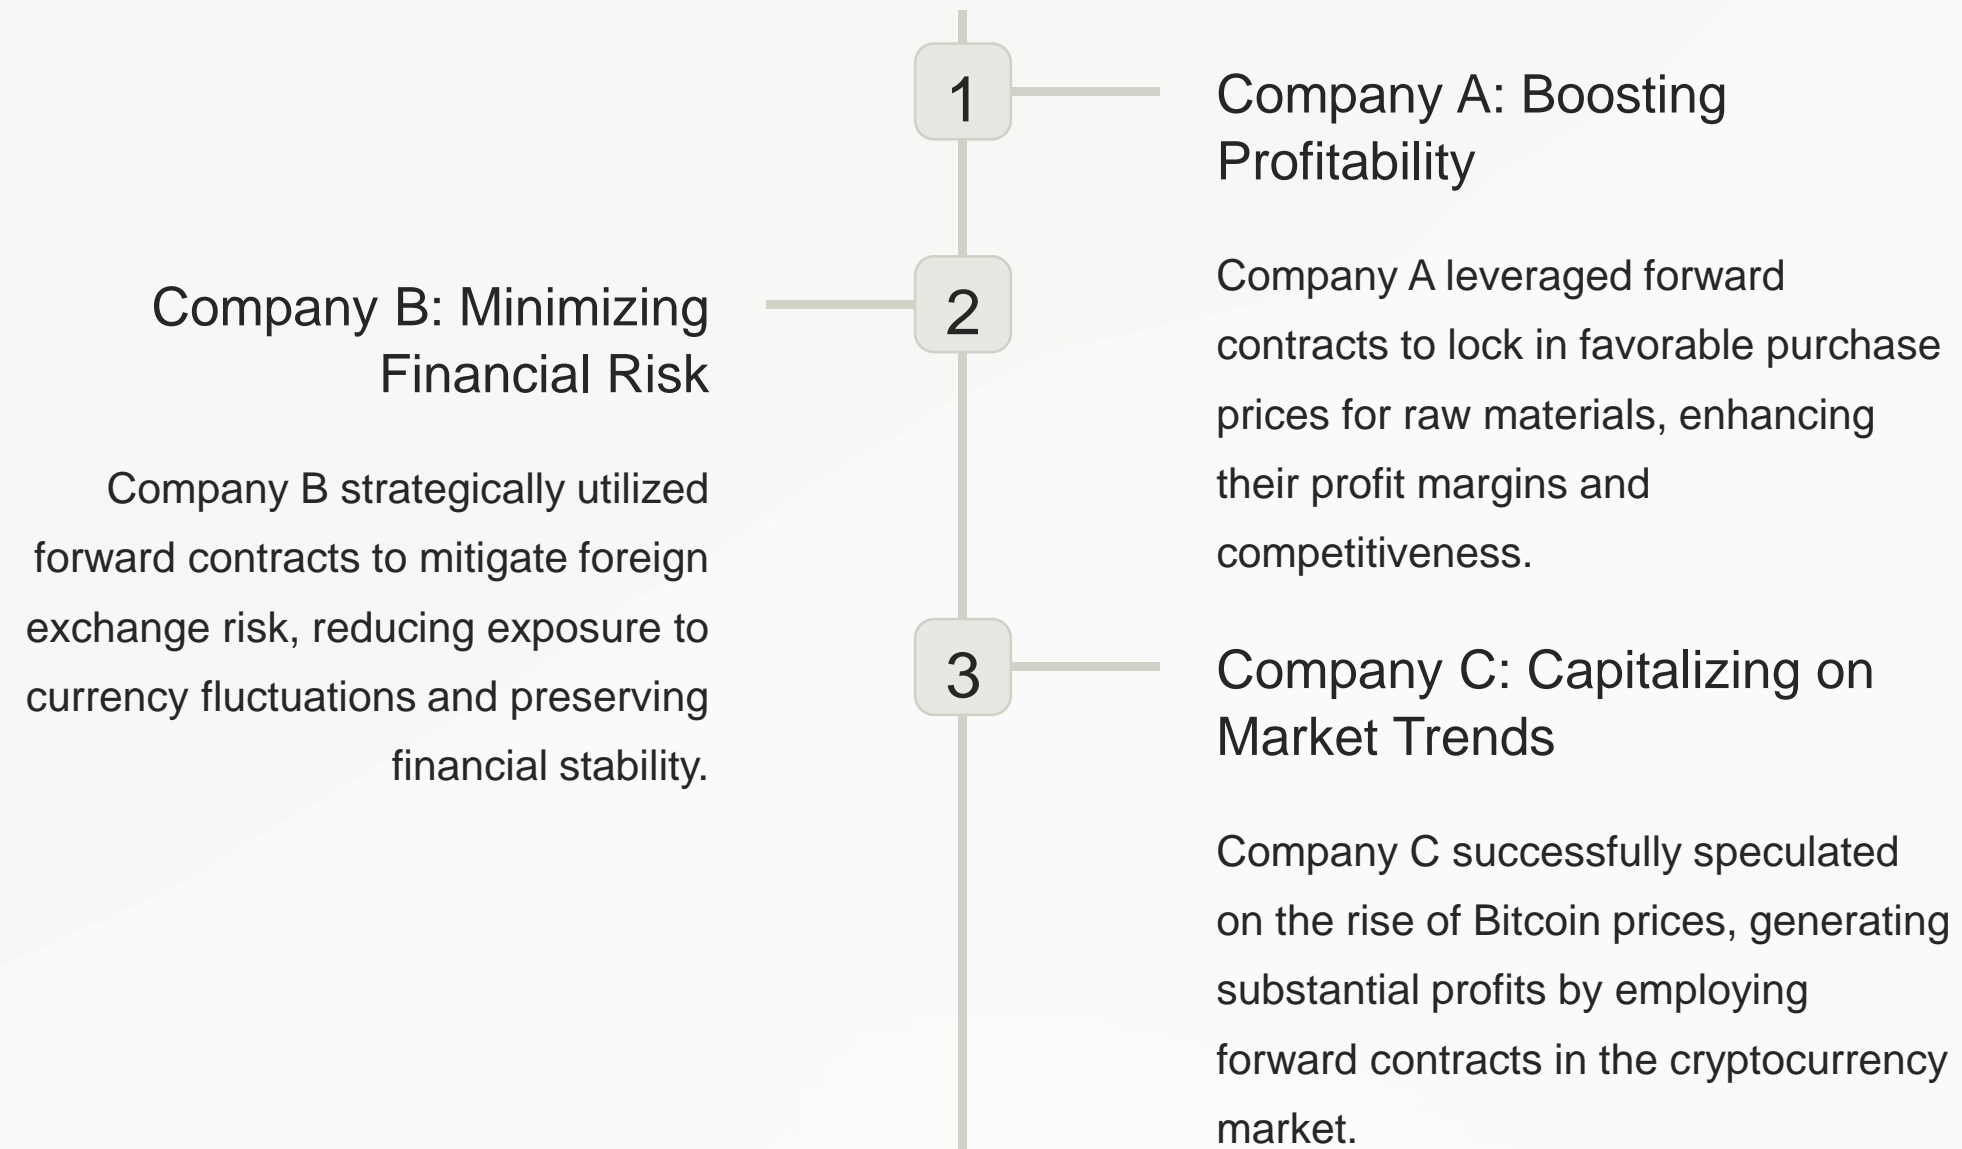 1
Company A: Boosting
Profitability
Company A leveraged forward
contracts to lock in favorable purchase
prices for raw materials, enhancing
their profit margins and
competitiveness.
2
Company B: Minimizing
Financial Risk
Company B strategically utilized
forward contracts to mitigate foreign
exchange risk, reducing exposure to
currency fluctuations and preserving
financial stability.
3
Company C: Capitalizing on
Market Trends
Company C successfully speculated
on the rise of Bitcoin prices, generating
substantial profits by employing
forward contracts in the cryptocurrency
market.